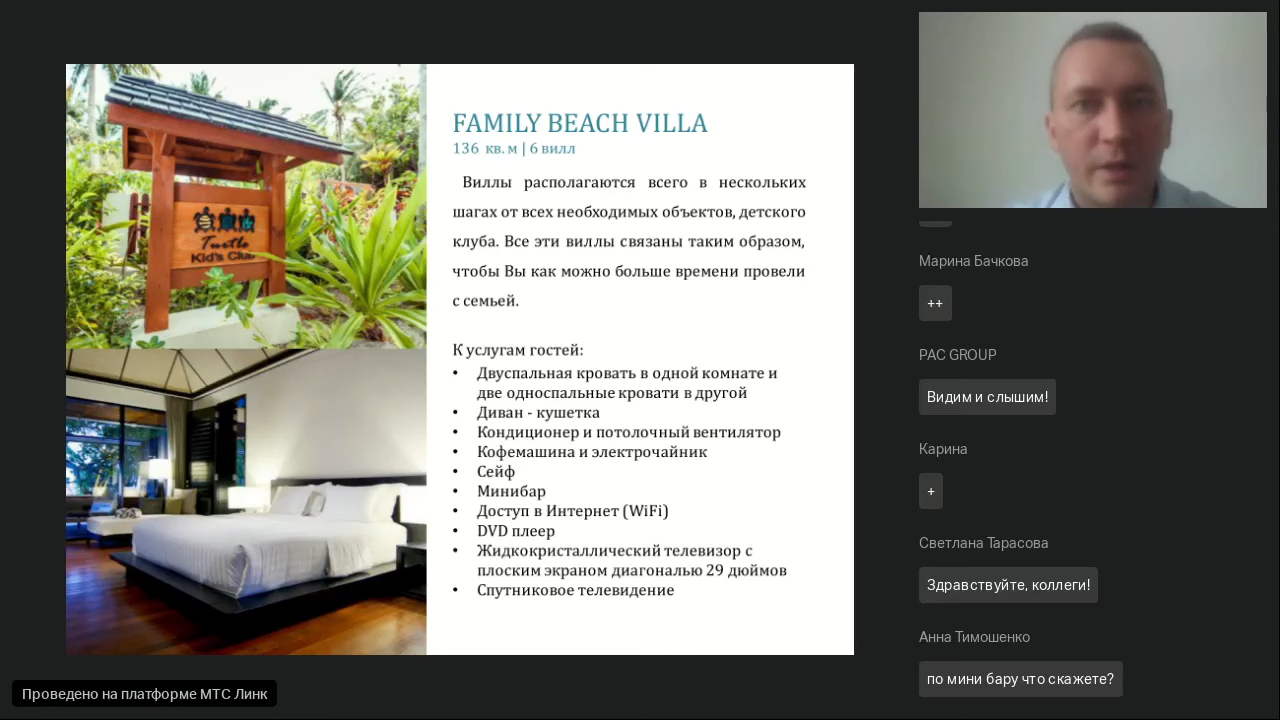 Turtle
Kid's Club
FAMILY BEACH VILLA
136 кв. м | 6 вилл
Виллы располагаются всего в нескольких
шагах от всех необходимых объектов, детского
клуба. Все эти виллы связаны таким образом,
чтобы Вы как можно больше времени провели
с семьей.
К услугам гостей:
• Двуспальная кровать в одной комнате и
две односпальные кровати в другой
• Диван - кушетка
• Кондиционер и потолочный вентилятор
• Кофемашина и электрочайник
• Сейф
• Минибар
• Доступ в Интернет (WiFi)
• DVD плеер
• Жидкокристаллический телевизор с
плоским экраном диагональю 29 дюймов
• Спутниковое телевидение
Марина Бачкова
++
PAC GROUP
Видим и слышим!
Карина
+
Светлана Тарасова
Здравствуйте, коллеги!
Анна Тимошенко
по мини бару что скажете?
Проведено на платформе МТС Линк